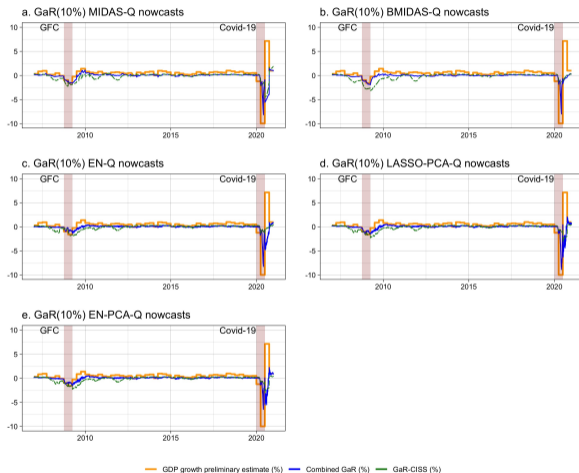 a. GaR(10%) MIDAS-Q nowcasts
GFC
Covid-19
10
5
0
-5
-10
2010
2015
2020
b. GaR(10%) BMIDAS-Q nowcasts
GFC
Covid-19
10
5
0
-5
-10
2010
2015
2020
c. GaR(10%) EN-Q nowcasts
GFC
Covid-19
10
5
0
-5
-10
2010
2015
2020
d. GaR(10%) LASSO-PCA-Q nowcasts
GFC
Covid-19
10
5
0
-5
-10
2010
2015
2020
e. GaR(10%) EN-PCA-Q nowcasts
GFC
Covid-19
10
5
0
-5
-10
2010
2015
2020
GDP growth preliminary estimate (%)
Combined GaR (%)
GaR-CISS (%)